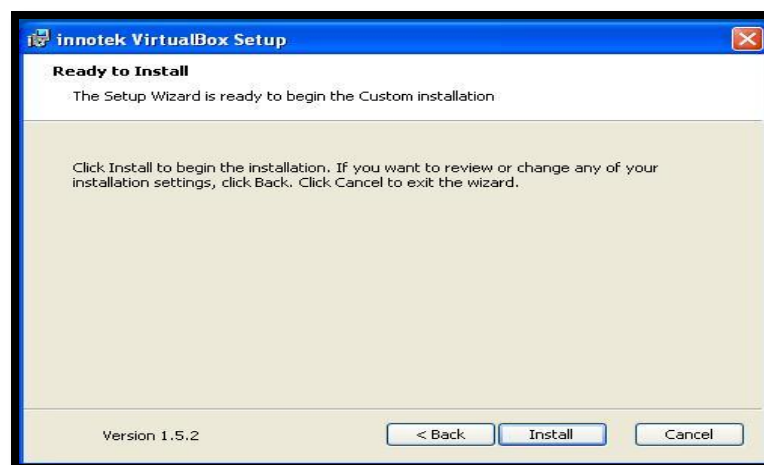 innotek VirtualBox Setup
Ready to Install
The Setup Wizard is ready to begin the Custom installation
Click Install to begin the installation. If you want to review or change any of your
installation settings, click Back. Click Cancel to exit the wizard.
Version 1.5.2
< Back
Install
Cancel